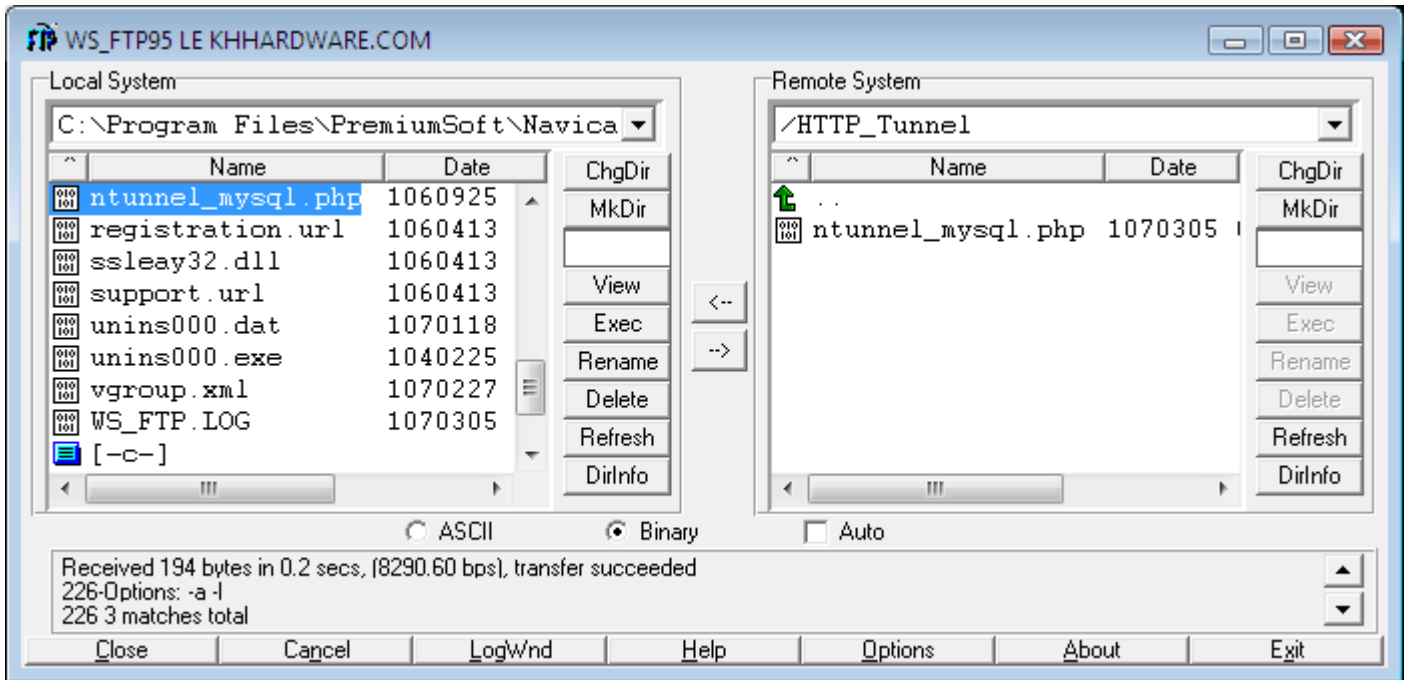 WS_FTP95 LE KHHARDWARE.COM
Local System
C:\Program Files\PremiumSoft\Navica
^ Name Date
ntunnel_mysql.php 1060925
registration.url 1060413
ssleay32.dll 1060413
support.url 1060413
unins000.dat 1070118
unins000.exe 1040225
vgroup.xml 1070227
WS_FTP.LOG 1070305
[-c-]
ChgDir
MkDir
View
Exec
Rename
Delete
Refresh
DirInfo
<--
-->
Remote System
/HTTP_Tunnel
^ Name Date
..
ntunnel_mysql.php 1070305
ChgDir
MkDir
View
Exec
Rename
Delete
Refresh
DirInfo
ASCII Binary Auto
Received 194 bytes in 0.2 secs, (8290.60 bps), transfer succeeded
226-Options: -a -l
226 3 matches total
Close Cancel LogWnd Help Options About Exit